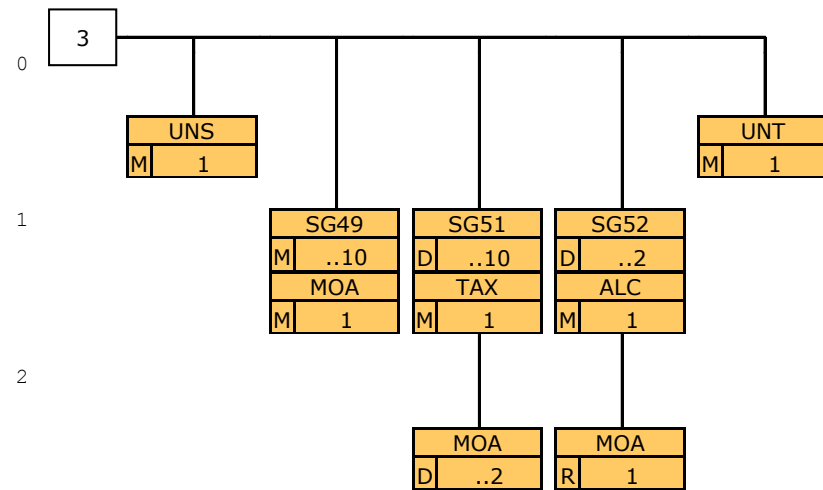 3
0
UNS
UNT
M 1
M 1
1
SG49
SG51
SG52
M ..10
D ..10
D ..2
MOA
TAX
ALC
M 1
M 1
M 1
2
MOA
MOA
D ..2
R 1